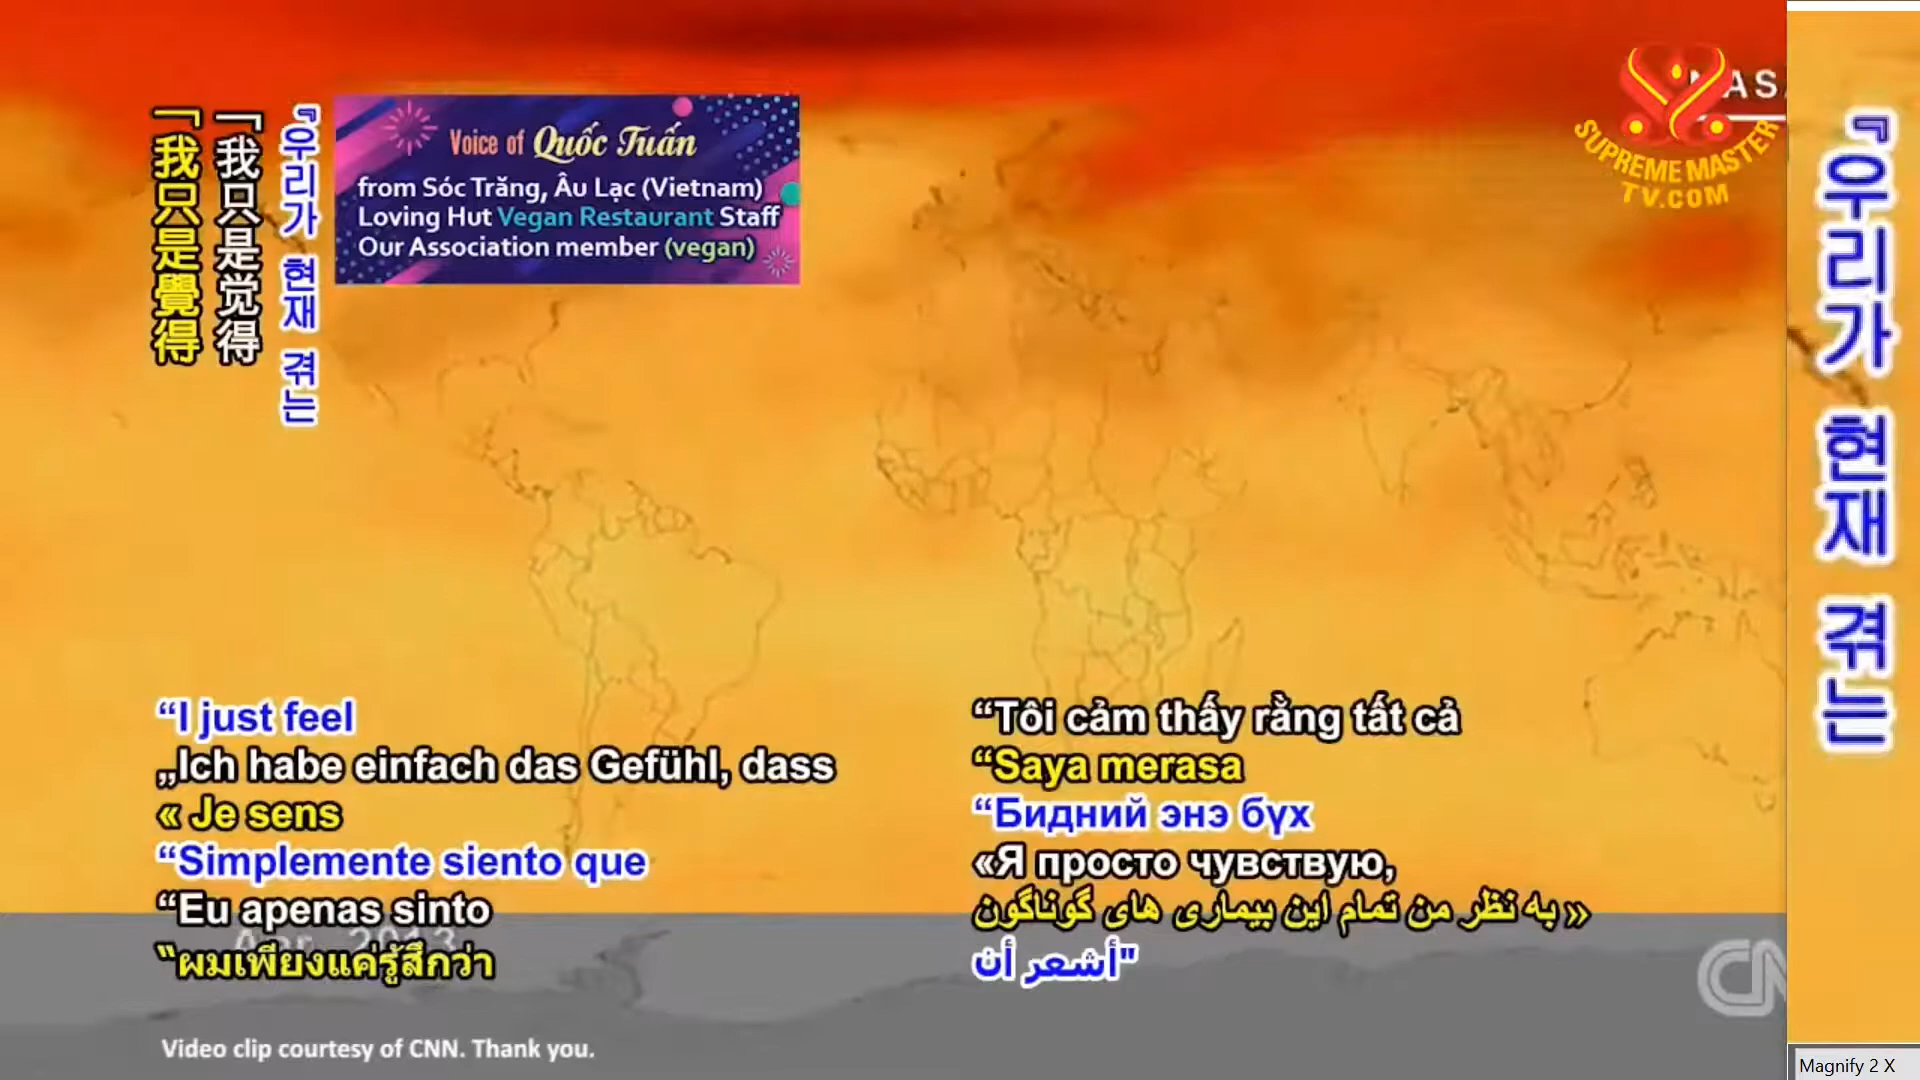 「我只是覺得
「我只是觉得
『우리가 현재 겪는
Voice of Quốc Tuấn
from Sóc Trăng, Âu Lạc (Vietnam)
Loving Hut Vegan Restaurant Staff
Our Association member (vegan)
NASA
SUPREME MASTER
TV.COM
『우리가 현재 겪는
“I just feel
„Ich habe einfach das Gefühl, dass
« Je sens
“Simplemente siento que
“Eu apenas sinto
“ผมเพียงแค่รู้สึกว่า
“Tôi cảm thấy rằng tất cả
“Saya merasa
“Бидний энэ бүх
«Я просто чувствую,
« به نظر من تمام این بیماری های گوناگون
"أشعر أن
Apr 2013
CN
Video clip courtesy of CNN. Thank you.
Magnify 2 X